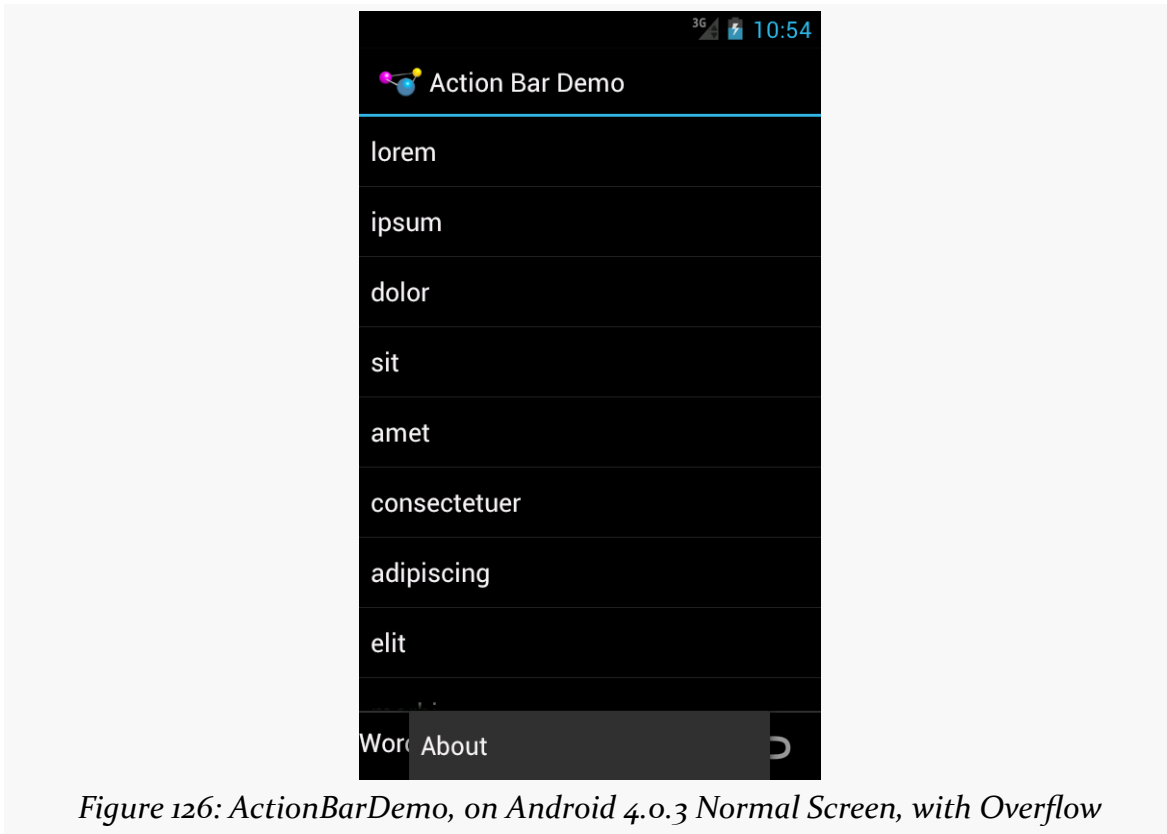 3G 10:54
Action Bar Demo
lorem
ipsum
dolor
sit
amet
consectetuer
adipiscing
elit
About
Figure 126: ActionBarDemo, on Android 4.0.3 Normal Screen, with Overflow